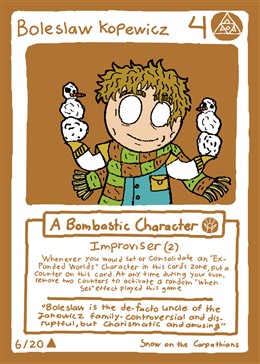 Boleslaw Kopewicz 4
A Bombastic Character
Improviser (2)
Whenever you would set or consolidate an "Ex-
panded Worlds" Character in this cards zone, put a
counter on this card. At any time during your turn,
remove two counters to activate a random "When
Set" effect played this game
"Boleslaw is the de-facto uncle of the
Janowicz family- controversial and dis-
ruptful, but charismatic and amusing"
6/20
Snow on the Carpathians